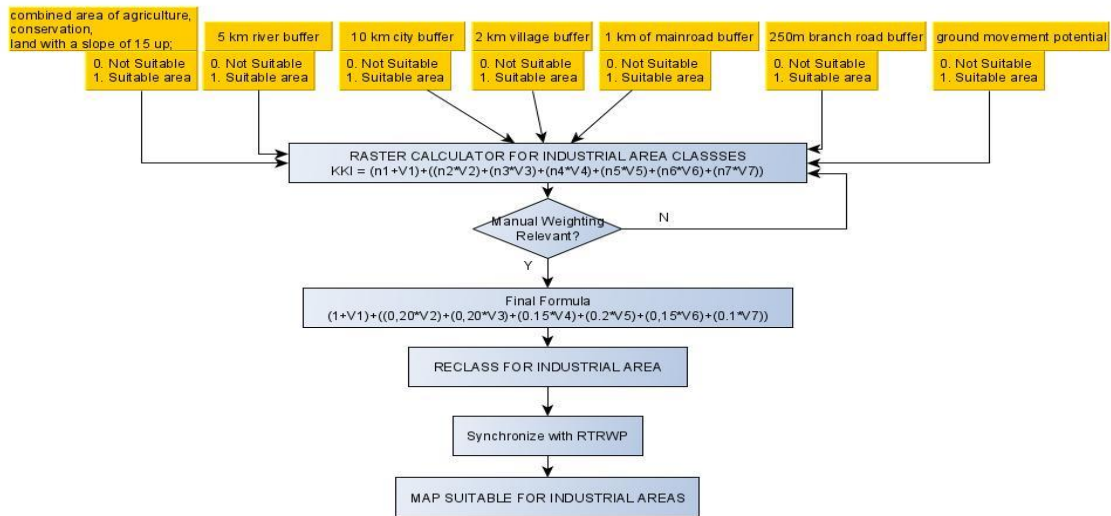 combined area of agriculture,
conservation,
land with a slope of 15 up;
0. Not Suitable
1. Suitable area
5 km river buffer
0. Not Suitable
1. Suitable area
10 km city buffer
0. Not Suitable
1. Suitable area
2 km village buffer
0. Not Suitable
1. Suitable area
1 km of mainroad buffer
0. Not Suitable
1. Suitable area
250m branch road buffer
0. Not Suitable
1. Suitable area
ground movement potential
0. Not Suitable
1. Suitable area
RASTER CALCULATOR FOR INDUSTRIAL AREA CLASSSES
KKI = (n1+V1)+((n2*V2)+(n3*V3)+(n4*V4)+(n5*V5)+(n6*V6)+(n7*V7))
Manual Weighting
Relevant?
N
Y
Final Formula
(1+V1)+((0,20*V2)+(0,20*V3)+(0.15*V4)+(0.2*V5)+(0,15*V6)+(0.1*V7))
RECLASS FOR INDUSTRIAL AREA
Synchronize with RTRWP
MAP SUITABLE FOR INDUSTRIAL AREAS